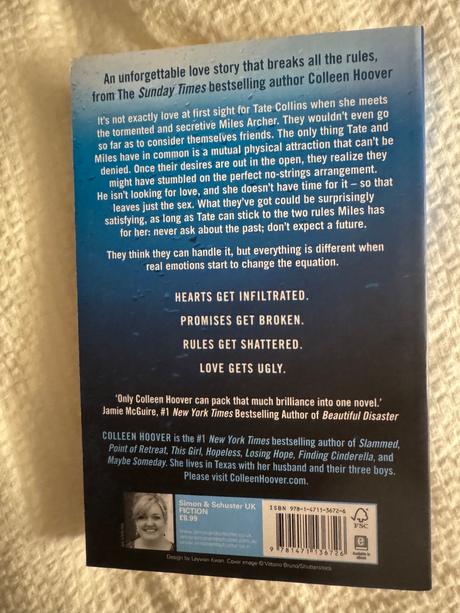 An unforgettable love story that breaks all the rules,
from The Sunday Times bestselling author Colleen Hoover
It's not exactly love at first sight for Tate Collins when she meets
the tormented and secretive Miles Archer. They wouldn't even go
so far as to consider themselves friends. The only thing Tate and
Miles have in common is a mutual physical attraction that can't be
denied. Once their desires are out in the open, they realize they
might have stumbled on the perfect no-strings arrangement.
He isn't looking for love, and she doesn't have time for it – so that
leaves just the sex. What they've got could be surprisingly
satisfying, as long as Tate can stick to the two rules Miles has
for her: never ask about the past; don't expect a future.
They think they can handle it, but everything is different when
real emotions start to change the equation.
HEARTS GET INFILTRATED.
PROMISES GET BROKEN.
RULES GET SHATTERED.
LOVE GETS UGLY.
'Only Colleen Hoover can pack that much brilliance into one novel.'
Jamie McGuire, #1 New York Times Bestselling Author of Beautiful Disaster
COLLEEN HOOVER is the #1 New York Times bestselling author of Slammed,
Point of Retreat, This Girl, Hopeless, Losing Hope, Finding Cinderella, and
Maybe Someday. She lives in Texas with her husband and their three boys.
Please visit ColleenHoover.com.
Simon & Schuster UK
FICTION
£6.99
ISBN 978-1-4711-3672-6
9 781471 136726
FSC
e
Available in
eBook
Design by Laywan Kwan. Cover image © Vittorio Bruno/Shutterstock